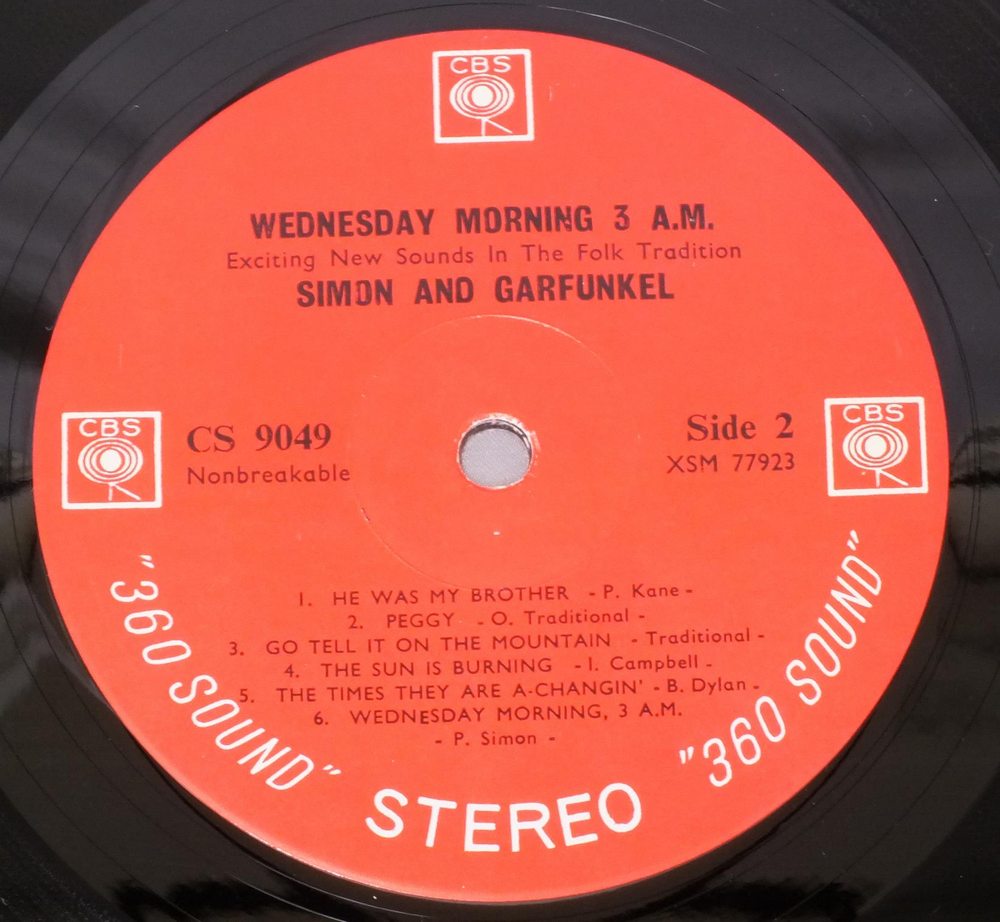 CBS
WEDNESDAY MORNING 3 A.M.
Exciting New Sounds In The Folk Tradition
SIMON AND GARFUNKEL
CBS
CS 9049
Nonbreakable
Side 2
XSM 77923
CBS
1. HE WAS MY BROTHER - P. Kane -
2. PEGGY - O. Traditional -
3. GO TELL IT ON THE MOUNTAIN - Traditional -
4. THE SUN IS BURNING - I. Campbell -
5. THE TIMES THEY ARE A-CHANGIN' - B. Dylan -
6. WEDNESDAY MORNING, 3 A.M.
- P. Simon -
"360 SOUND"
STEREO
"360 SOUND"